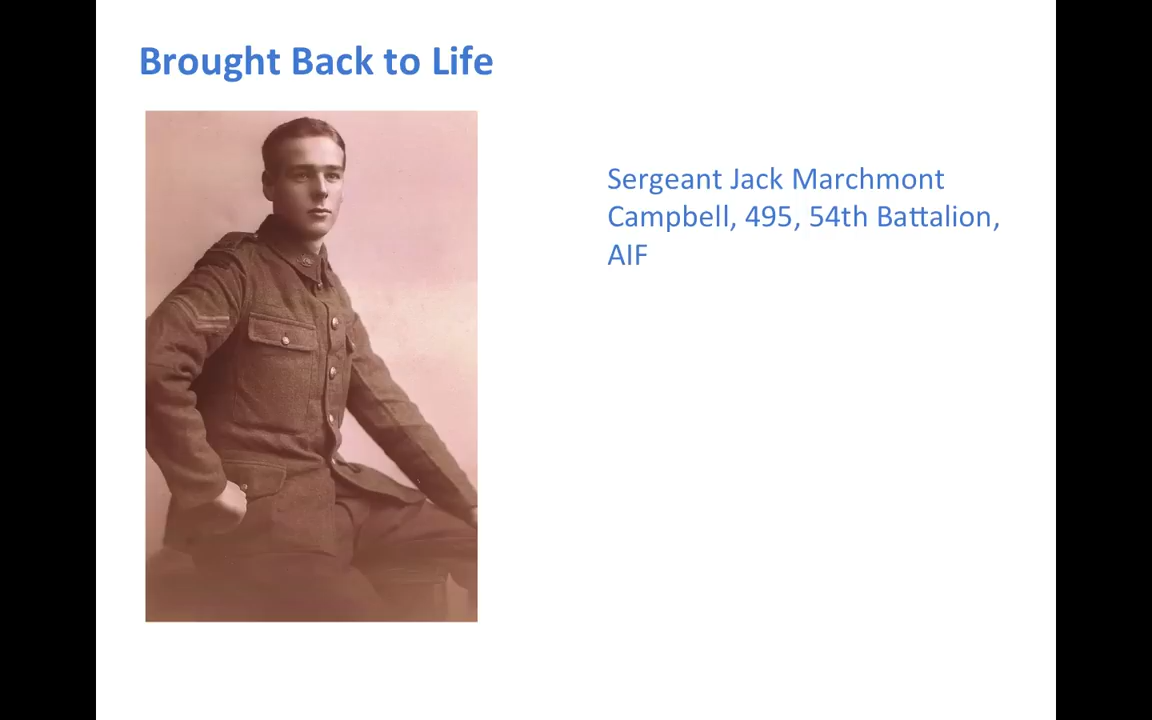 Brought Back to Life
Sergeant Jack Marchmont
Campbell, 495, 54th Battalion,
AIF